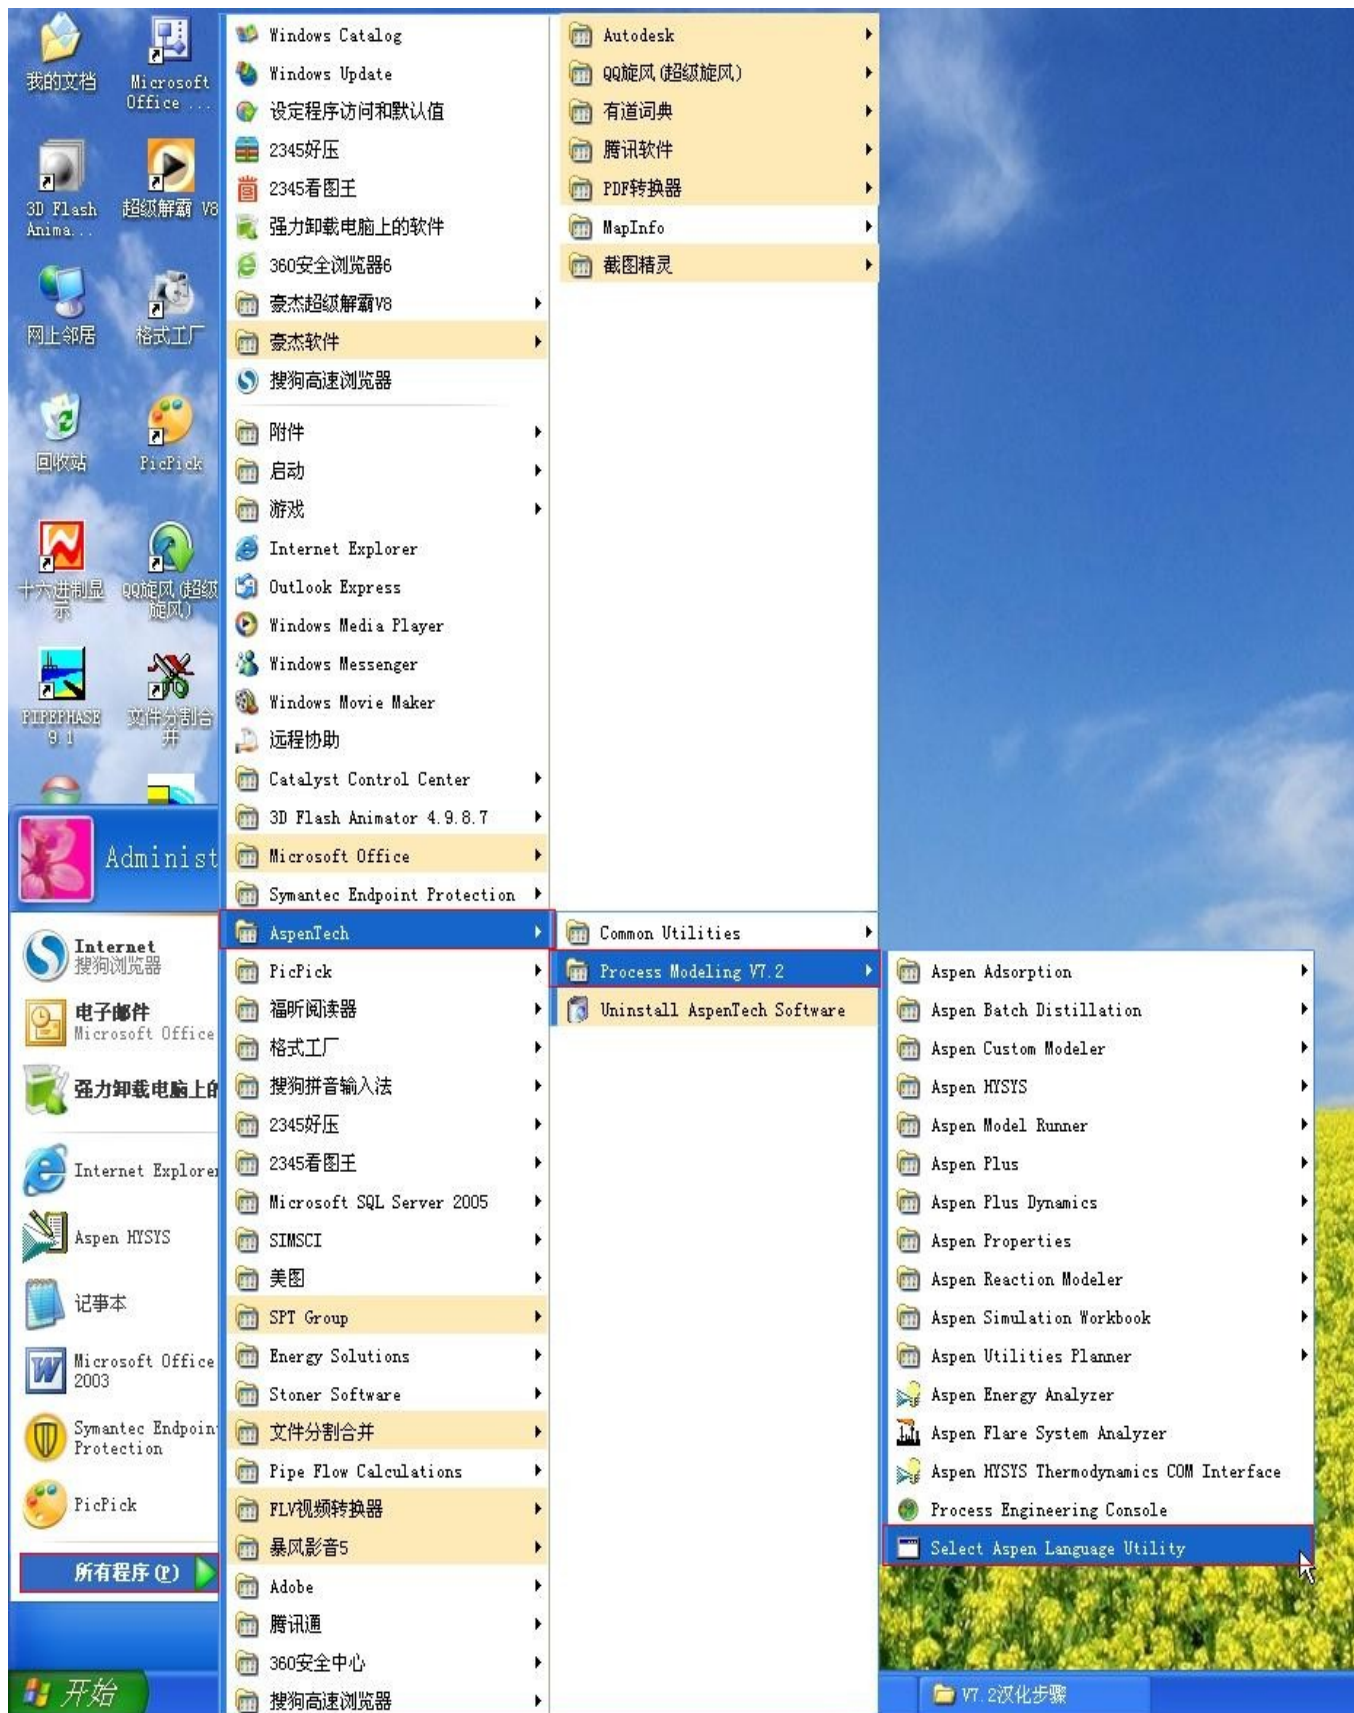 我的文档
Microsoft
Office ...
3D Flash
Anima...
超级解霸 V8
网上邻居
格式工厂
回收站
PicPick
十六进制显
示
QQ旋风(超级
旋风)
PIPEPHASE
9.1
文件分割合
并
Administ
Internet
搜狗浏览器
电子邮件
Microsoft Office
强力卸载电脑上的
Internet Explorer
Aspen HYSYS
记事本
Microsoft Office
2003
Symantec Endpoin
Protection
PicPick
所有程序(P)
开始
Windows Catalog
Windows Update
设定程序访问和默认值
2345好压
2345看图王
强力卸载电脑上的软件
360安全浏览器6
豪杰超级解霸V8
豪杰软件
搜狗高速浏览器
附件
启动
游戏
Internet Explorer
Outlook Express
Windows Media Player
Windows Messenger
Windows Movie Maker
远程协助
Catalyst Control Center
3D Flash Animator 4.9.8.7
Microsoft Office
Symantec Endpoint Protection
AspenTech
PicPick
福昕阅读器
格式工厂
搜狗拼音输入法
2345好压
2345看图王
Microsoft SQL Server 2005
SIMSCI
美图
SPT Group
Energy Solutions
Stoner Software
文件分割合并
Pipe Flow Calculations
FLV视频转换器
暴风影音5
Adobe
腾讯通
360安全中心
搜狗高速浏览器
Autodesk
QQ旋风(超级旋风)
有道词典
腾讯软件
PDF转换器
MapInfo
截图精灵
Common Utilities
Process Modeling V7.2
Uninstall AspenTech Software
Aspen Adsorption
Aspen Batch Distillation
Aspen Custom Modeler
Aspen HYSYS
Aspen Model Runner
Aspen Plus
Aspen Plus Dynamics
Aspen Properties
Aspen Reaction Modeler
Aspen Simulation Workbook
Aspen Utilities Planner
Aspen Energy Analyzer
Aspen Flare System Analyzer
Aspen HYSYS Thermodynamics COM Interface
Process Engineering Console
Select Aspen Language Utility
V7.2汉化步骤